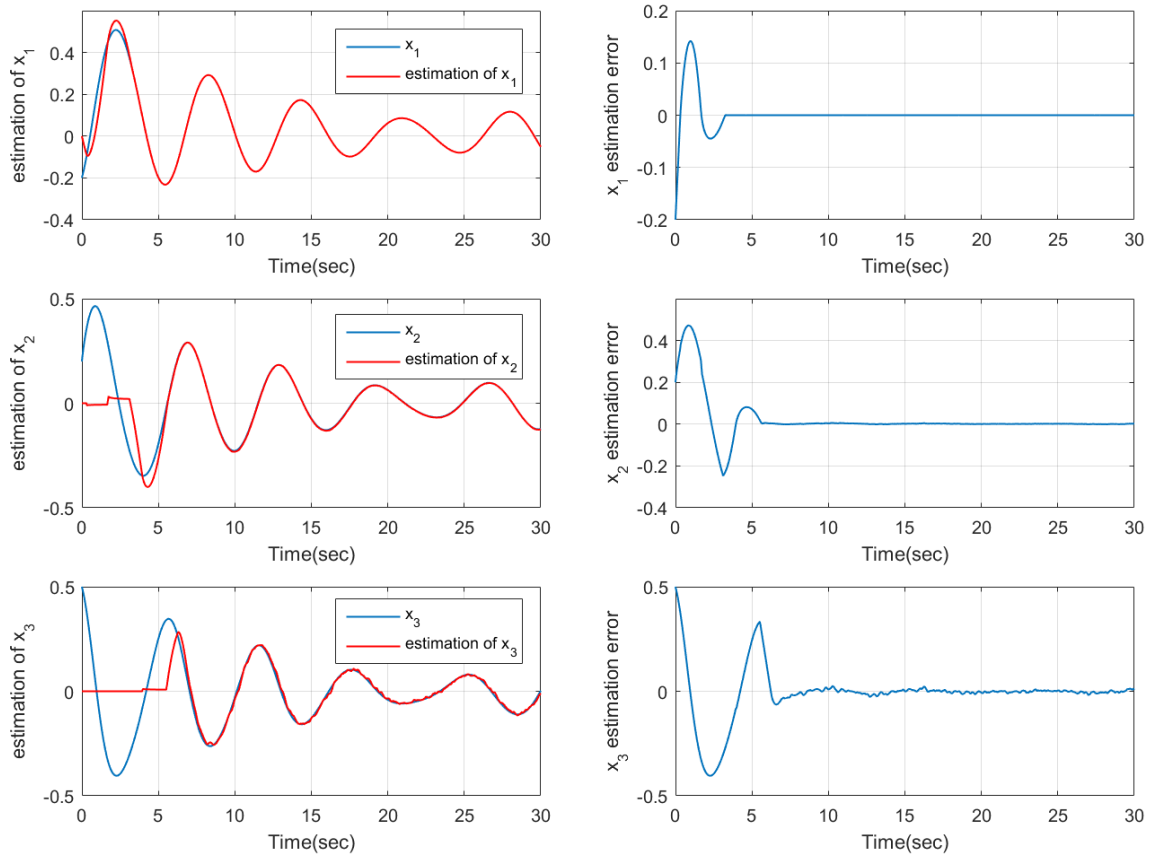 estimation of x1
0.4
0.2
0
-0.2
-0.4
x1
estimation of x1
0 5 10 15 20 25 30
Time(sec)
x1 estimation error
0.2
0.1
0
-0.1
-0.2
0 5 10 15 20 25 30
Time(sec)
estimation of x2
0.5
0
-0.5
x2
estimation of x2
0 5 10 15 20 25 30
Time(sec)
x2 estimation error
0.4
0.2
0
-0.2
-0.4
0 5 10 15 20 25 30
Time(sec)
estimation of x3
0.5
0
-0.5
x3
estimation of x3
0 5 10 15 20 25 30
Time(sec)
x3 estimation error
0.5
0
-0.5
0 5 10 15 20 25 30
Time(sec)